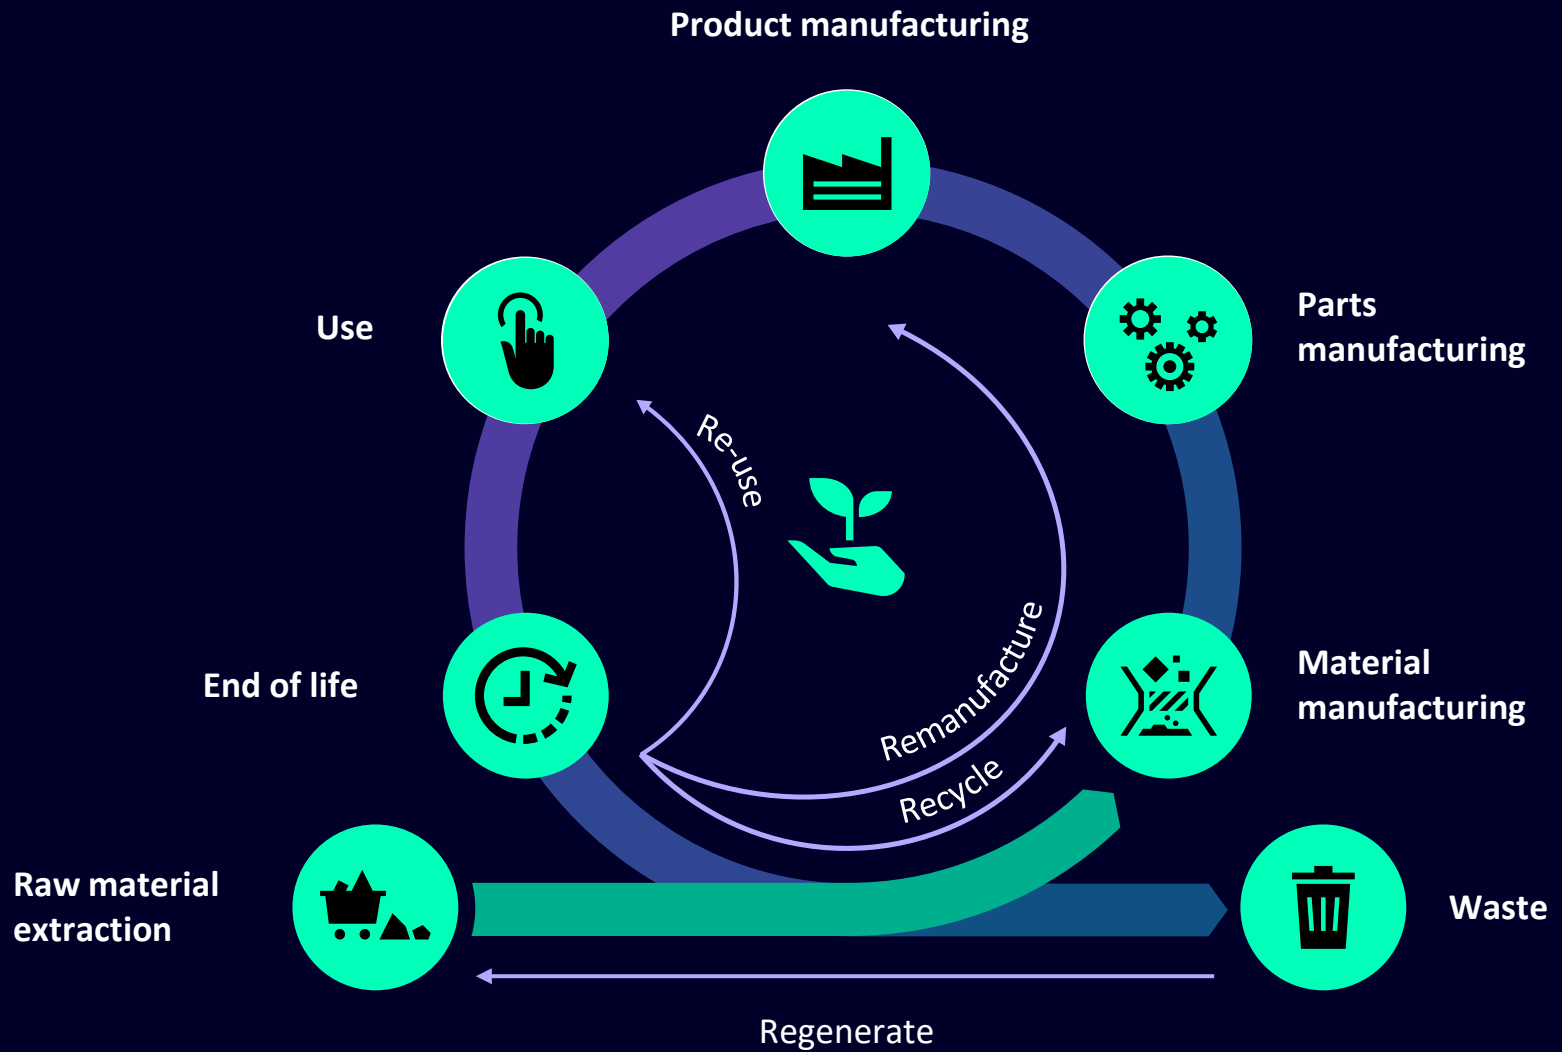 Product manufacturing
Use
Parts
manufacturing
Re-use
End of life
Remanufacture
Material
manufacturing
Recycle
Raw material
extraction
Waste
Regenerate